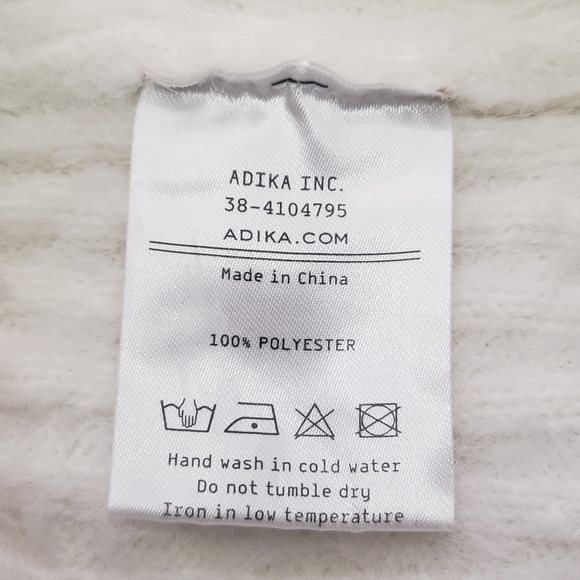 ADIKA INC.
38-4104795
ADIKA.COM
Made in China
100% POLYESTER
Hand wash in cold water
Do not tumble dry
Iron in low temperature